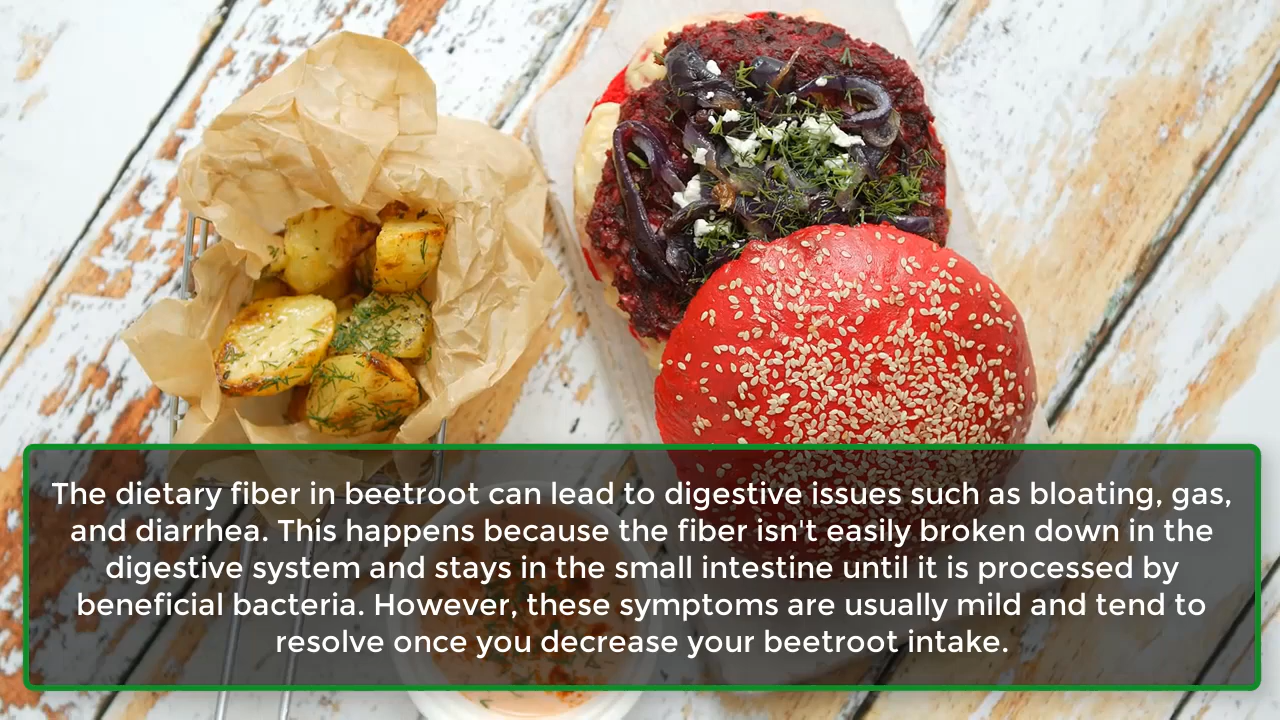 The dietary fiber in beetroot can lead to digestive issues such as bloating, gas,
and diarrhea. This happens because the fiber isn't easily broken down in the
digestive system and stays in the small intestine until it is processed by
beneficial bacteria. However, these symptoms are usually mild and tend to
resolve once you decrease your beetroot intake.